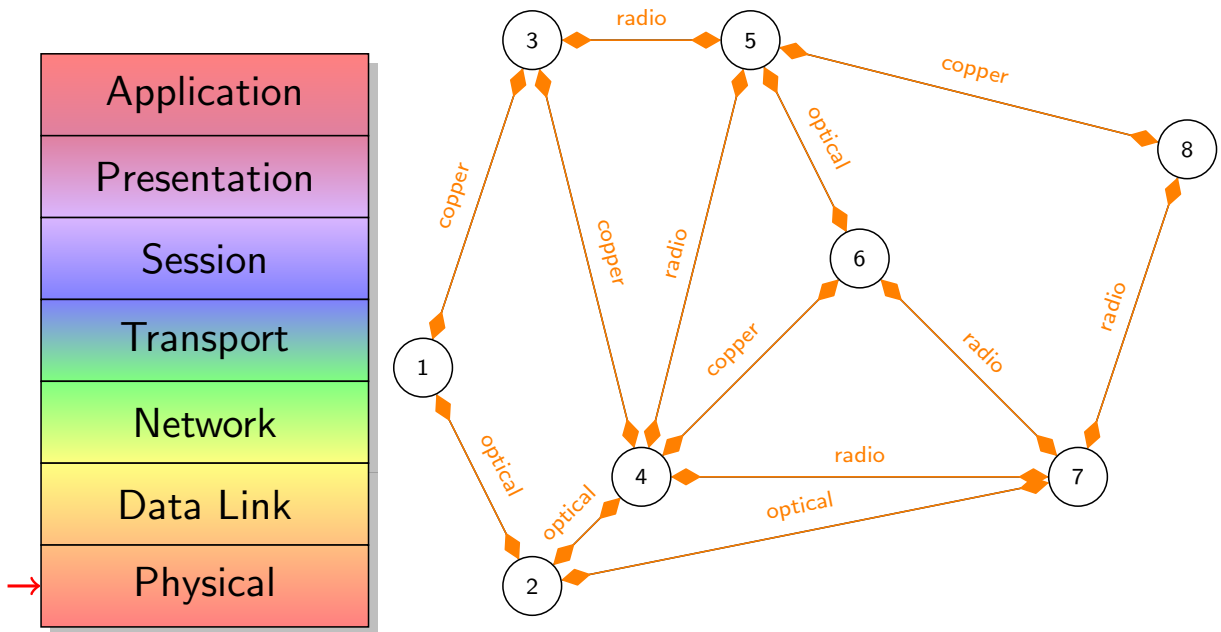 Application
Presentation
Session
Transport
Network
Data Link
Physical
3
radio
5
copper
8
copper
optical
copper
radio
6
radio
1
copper
radio
optical
4
radio
7
optical
optical
2